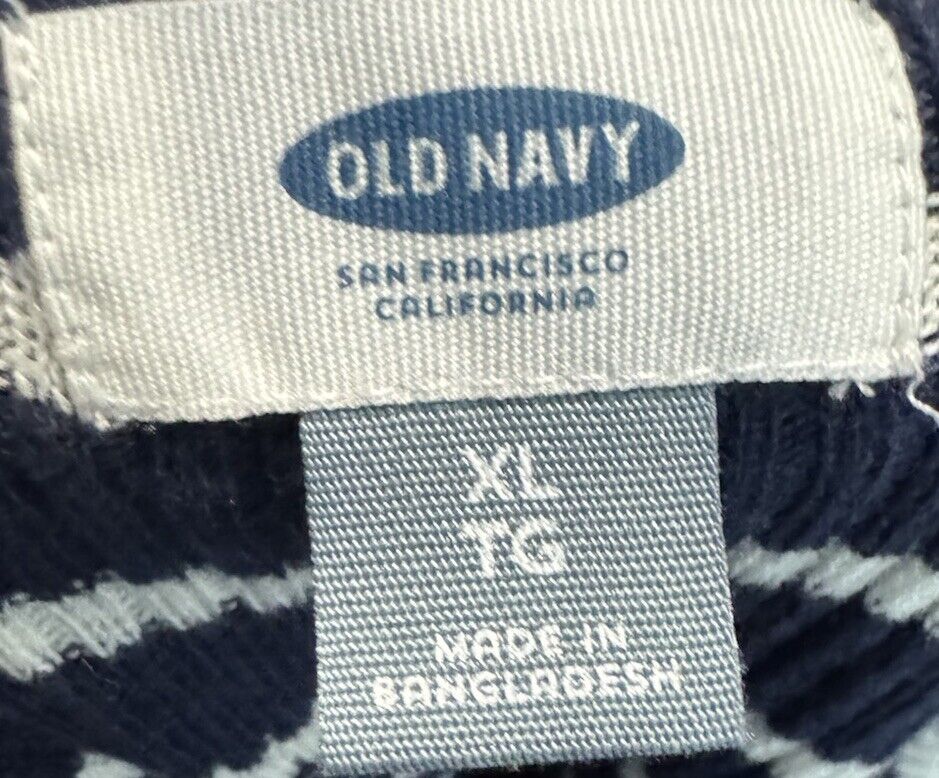 OLD NAVY
SAN FRANCISCO
CALIFORNIA
XL
TG
MADE IN
BANGLADESH